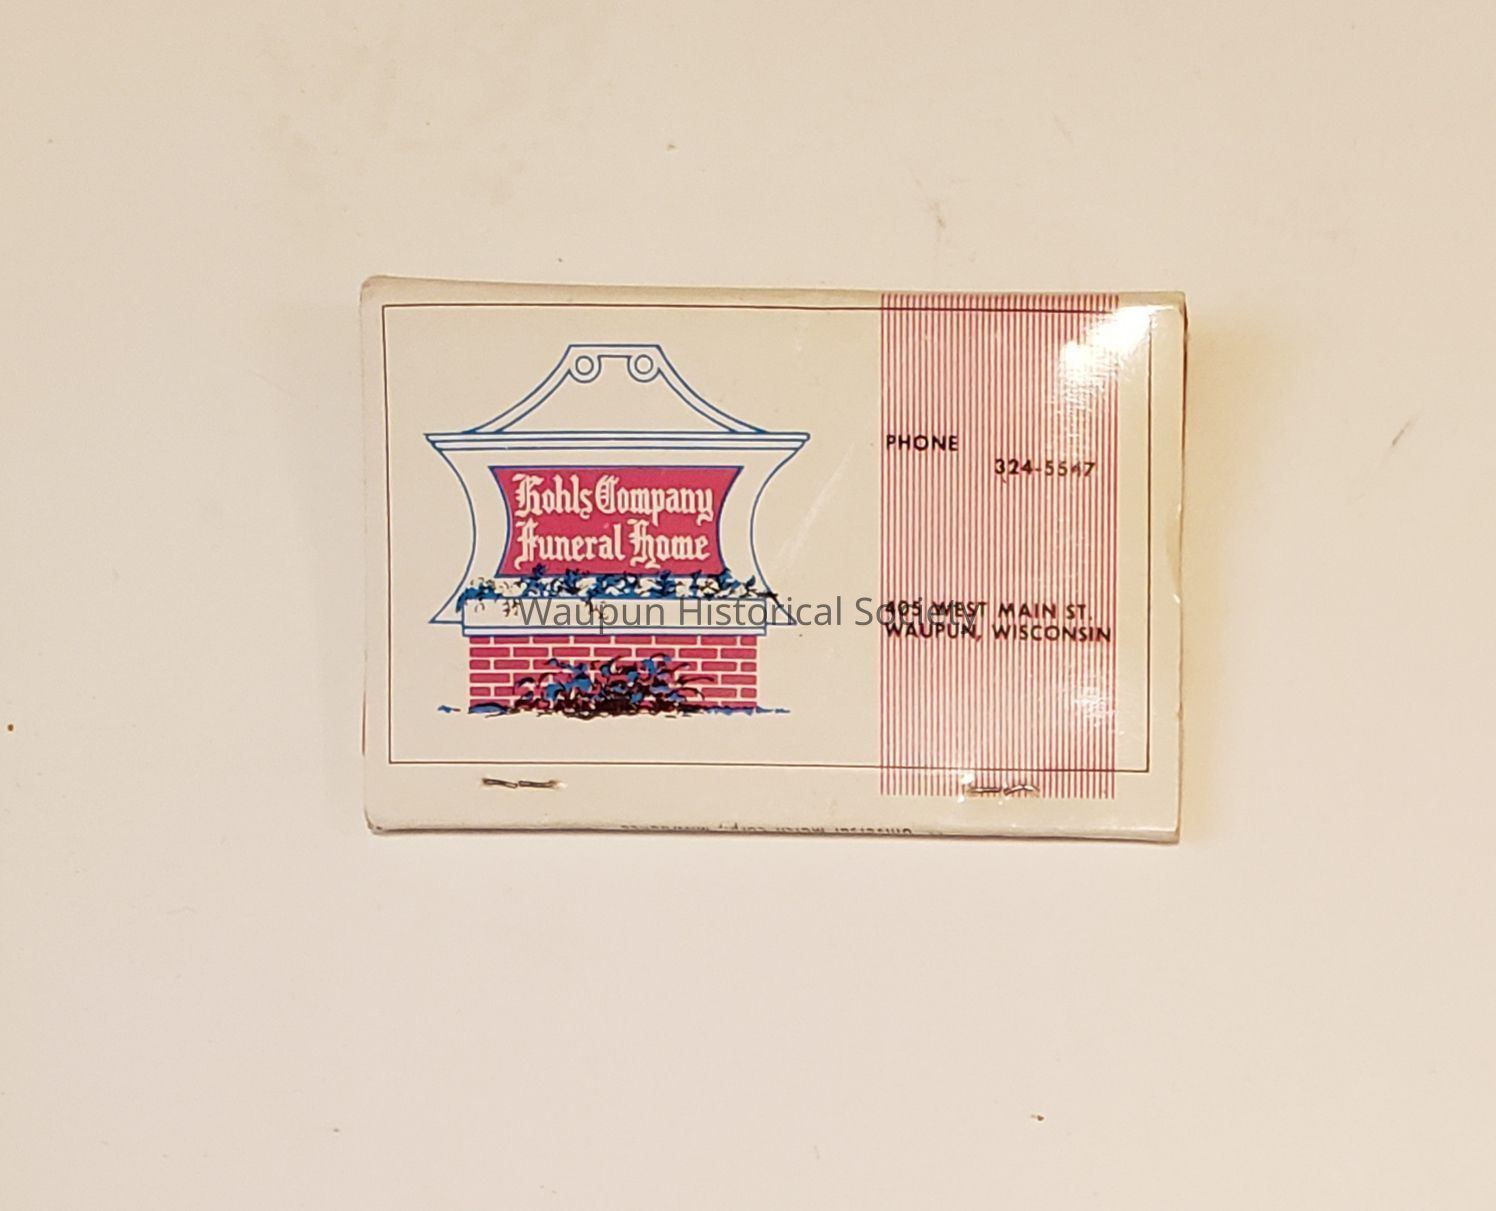 Kohls Company
Funeral Home
PHONE
324-5547
405 WEST MAIN ST.
WAUPUN, WISCONSIN
Waupun Historical Society